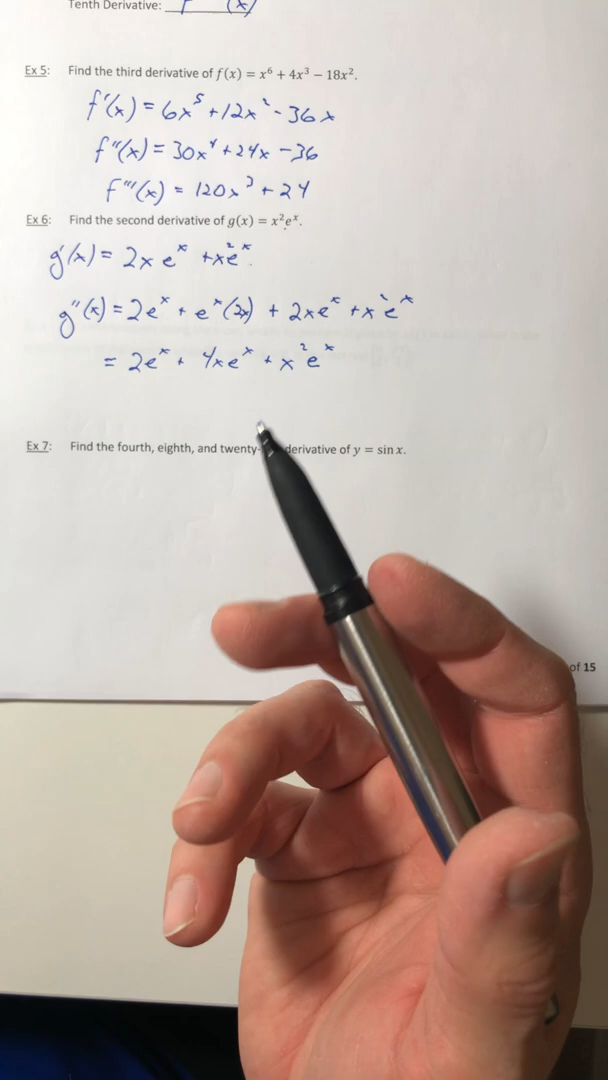 Tenth Derivative: f (x)
Ex 5: Find the third derivative of f(x) = x⁶ + 4x³ − 18x².
f'(x) = 6x⁵ + 12x² - 36x
f''(x) = 30x⁴ + 24x - 36
f'''(x) = 120x³ + 24
Ex 6: Find the second derivative of g(x) = x²eˣ.
g'(x) = 2x eˣ + x²eˣ
g''(x) = 2eˣ + eˣ(2x) + 2xeˣ + x²eˣ
= 2eˣ + 4xeˣ + x²eˣ
Ex 7: Find the fourth, eighth, and twenty- derivative of y = sin x.
of 15